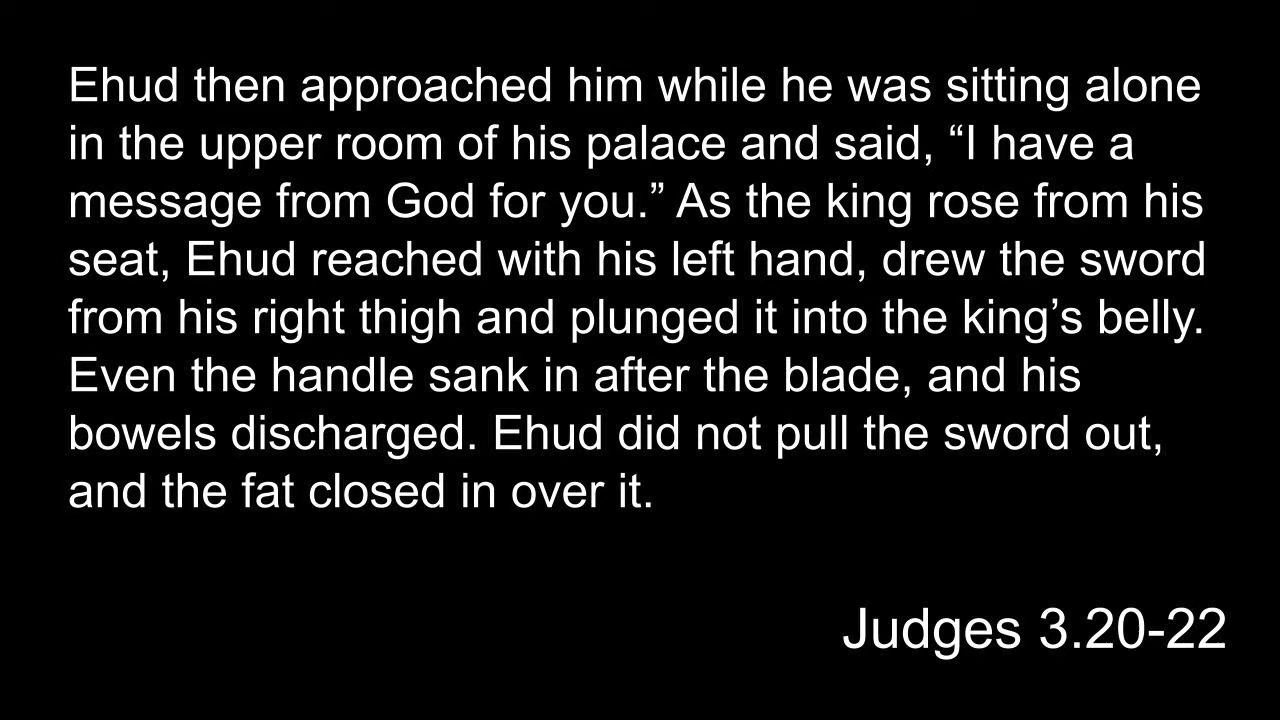 Ehud then approached him while he was sitting alone
in the upper room of his palace and said, “I have a
message from God for you.” As the king rose from his
seat, Ehud reached with his left hand, drew the sword
from his right thigh and plunged it into the king’s belly.
Even the handle sank in after the blade, and his
bowels discharged. Ehud did not pull the sword out,
and the fat closed in over it.
Judges 3.20-22